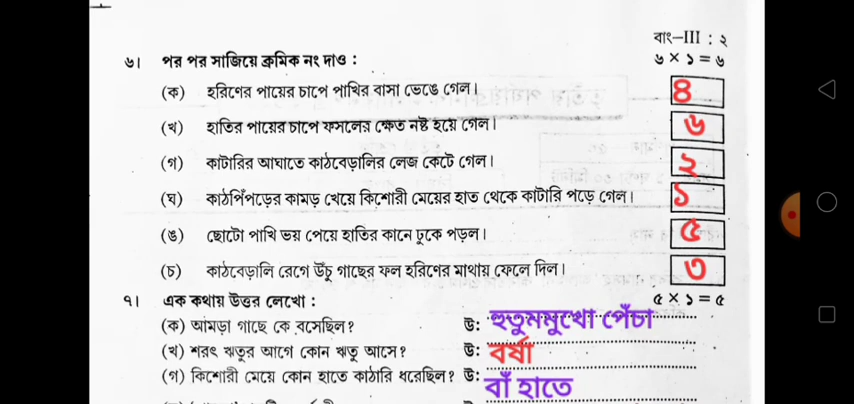 বাং–III : ২
৬। পর পর সাজিয়ে ক্রমিক নং দাও : ৬ × ১ = ৬
(ক) হরিণের পায়ের চাপে পাখির বাসা ভেঙে গেল। ৪
(খ) হাতির পায়ের চাপে ফসলের ক্ষেত নষ্ট হয়ে গেল। ৬
(গ) কাটারির আঘাতে কাঠবেড়ালির লেজ কেটে গেল। ২
(ঘ) কাঠপিঁপড়ের কামড় খেয়ে কিশোরী মেয়ের হাত থেকে কাটারি পড়ে গেল। ১
(ঙ) ছোটো পাখি ভয় পেয়ে হাতির কানে ঢুকে পড়ল। ৫
(চ) কাঠবেড়ালি রেগে উঁচু গাছের ফল হরিণের মাথায় ফেলে দিল। ৩
৭। এক কথায় উত্তর লেখো : ৫ × ১ = ৫
(ক) আমড়া গাছে কে বসেছিল? উ: হুতুমমুখো পেঁচা
(খ) শরৎ ঋতুর আগে কোন ঋতু আসে? উ: বর্ষা
(গ) কিশোরী মেয়ে কোন হাতে কাঠারি ধরেছিল? উ: বাঁ হাতে